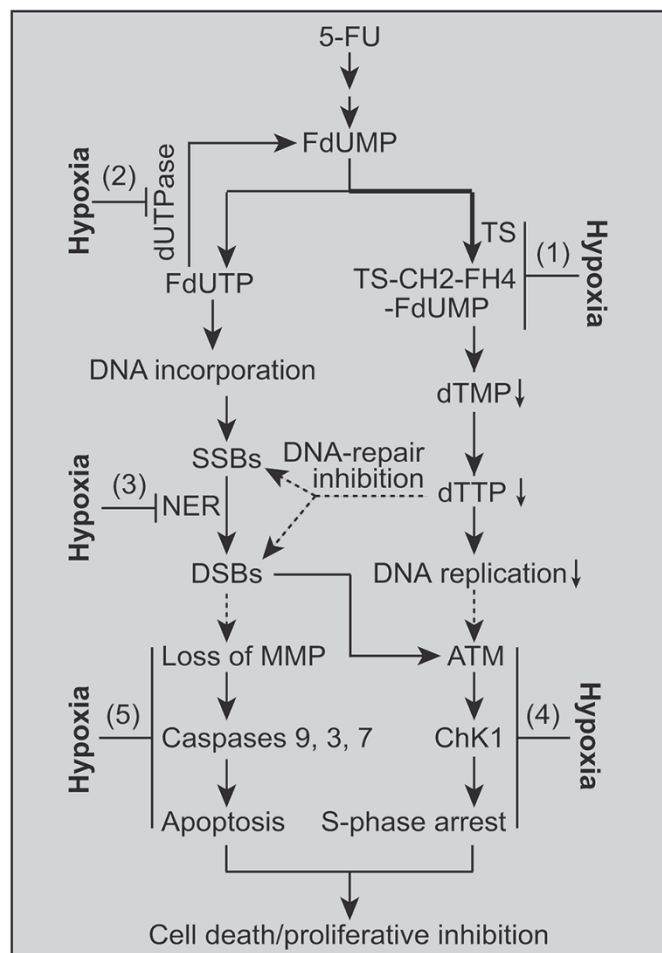 5-FU
FdUMP
Hypoxia
(2)
dUTPase
TS
(1)
Hypoxia
FdUTP
TS-CH2-FH4
-FdUMP
DNA incorporation
dTMP↓
SSBs
DNA-repair
inhibition
dTTP↓
Hypoxia
(3)
NER
DSBs
DNA replication↓
Loss of MMP
ATM
Hypoxia
(5)
Caspases 9, 3, 7
ChK1
(4)
Hypoxia
Apoptosis
S-phase arrest
Cell death/proliferative inhibition